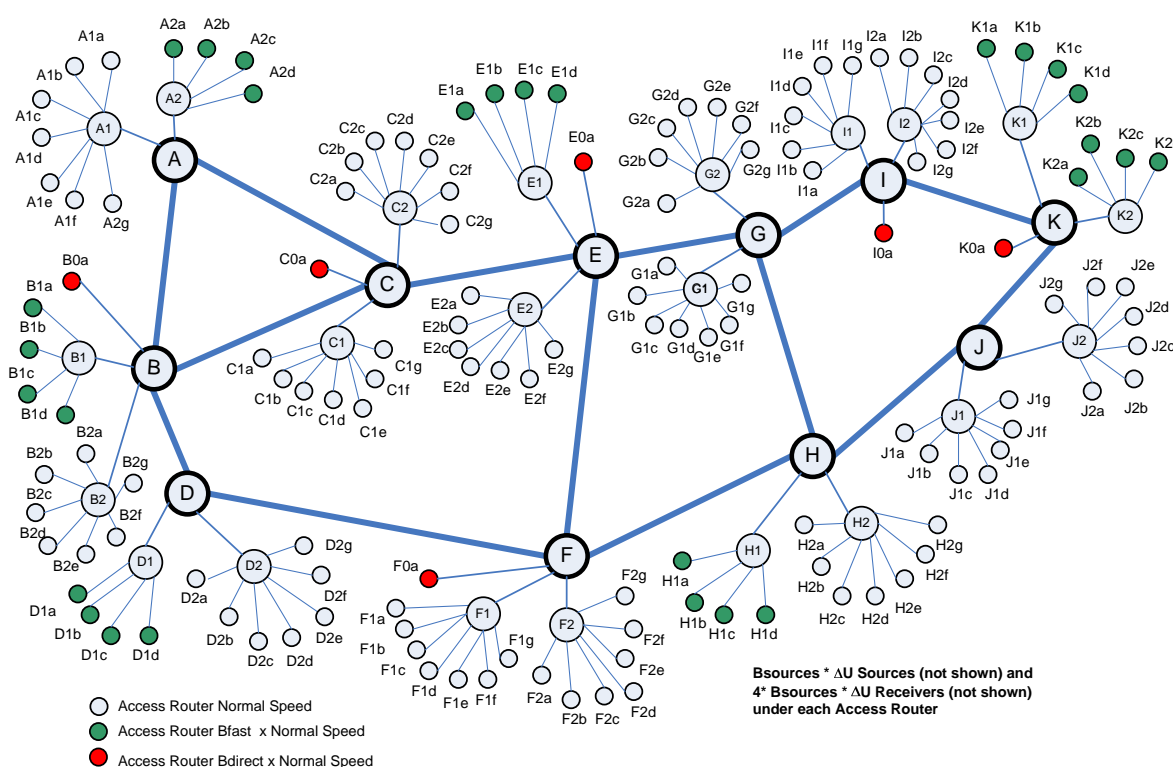 A1a
A1b
A1c
A1d
A1e
A1f
A2g
A1
A2a
A2b
A2c
A2d
A2
A
B0a
B1a
B1b
B1c
B1d
B1
B
B2a
B2b
B2c
B2d
B2e
B2f
B2g
B2
C0a
C
C2a
C2b
C2c
C2d
C2e
C2f
C2g
C2
C1
C1a
C1b
C1c
C1d
C1e
C1f
C1g
D
D1
D1a
D1b
D1c
D1d
D2
D2a
D2b
D2c
D2d
D2e
D2f
D2g
E1a
E1b
E1c
E1d
E1
E0a
E
E2
E2a
E2b
E2c
E2d
E2e
E2f
E2g
F0a
F
F1
F1a
F1b
F1c
F1d
F1e
F1f
F1g
F2
F2a
F2b
F2c
F2d
F2e
F2f
F2g
G2a
G2b
G2c
G2d
G2e
G2f
G2g
G2
G
G1
G1a
G1b
G1c
G1d
G1e
G1f
G1g
H
H1
H1a
H1b
H1c
H1d
H2
H2a
H2b
H2c
H2d
H2e
H2f
H2g
I1a
I1b
I1c
I1d
I1e
I1f
I1g
I1
I2a
I2b
I2c
I2d
I2e
I2f
I2g
I2
I
I0a
J
J1
J1a
J1b
J1c
J1d
J1e
J1f
J1g
J2
J2a
J2b
J2c
J2d
J2e
J2f
J2g
K1a
K1b
K1c
K1d
K1
K0a
K
K2a
K2b
K2c
K2
K2
Access Router Normal Speed
Access Router Bfast x Normal Speed
Access Router Bdirect x Normal Speed
Bsources * ΔU Sources (not shown) and
4* Bsources * ΔU Receivers (not shown)
under each Access Router